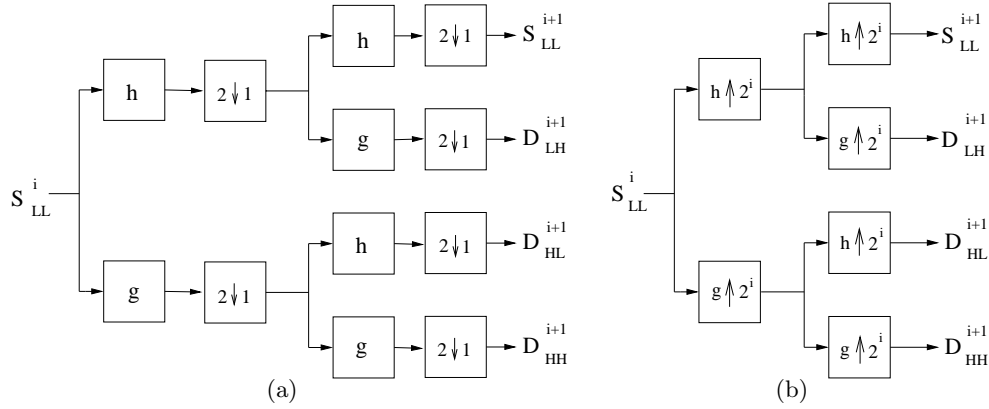 h
2↓1
S LL i+1
h
2↓1
g
2↓1
D LH i+1
S LL i
g
2↓1
h
2↓1
D HL i+1
g
2↓1
D HH i+1
(a)
h↑2^i
S LL i+1
h↑2^i
g↑2^i
D LH i+1
S LL i
g↑2^i
h↑2^i
D HL i+1
g↑2^i
D HH i+1
(b)